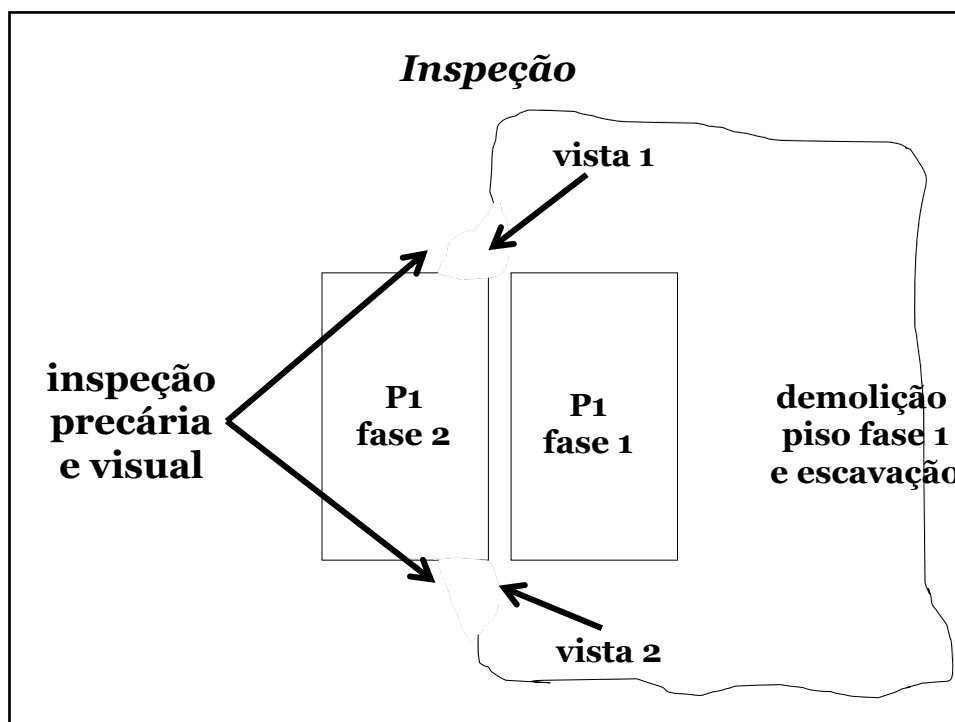 Inspeção
vista 1
inspeção
precária
e visual
P1
fase 2
P1
fase 1
demolição
piso fase 1
e escavação
vista 2